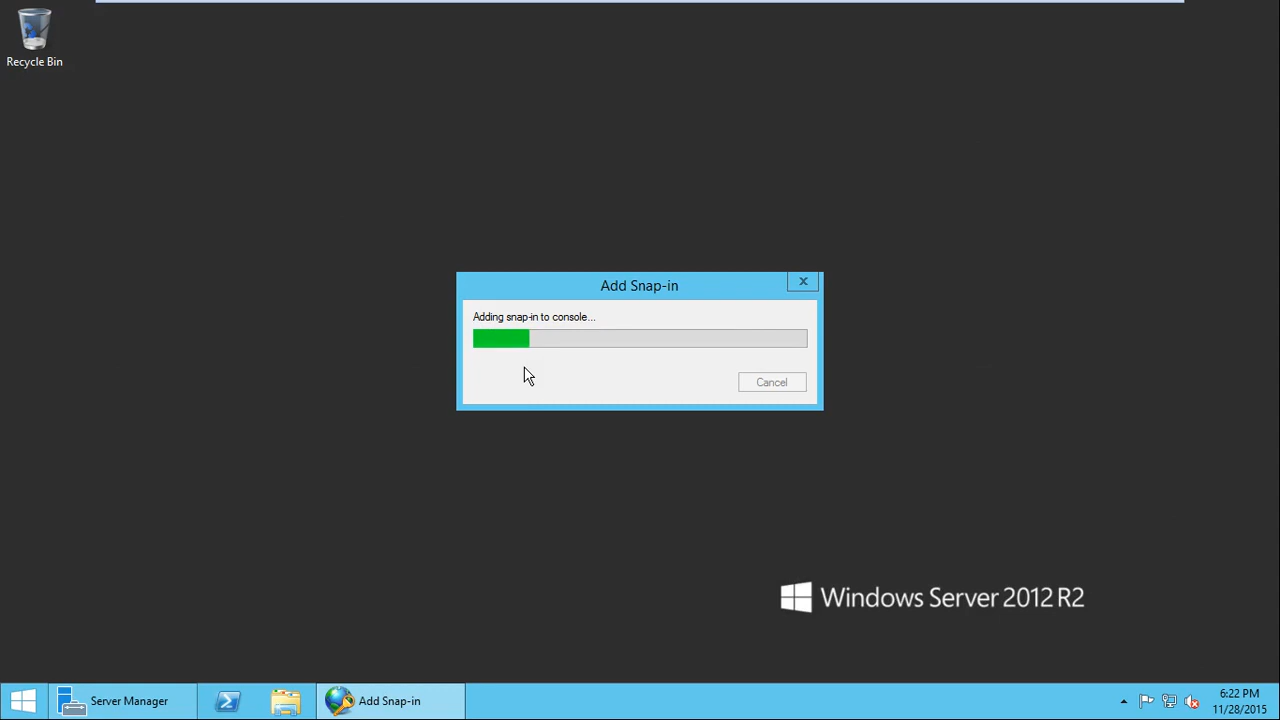 Recycle Bin
Add Snap-in
x
Adding snap-in to console...
Cancel
Windows Server 2012 R2
Server Manager
Add Snap-in
6:22 PM
11/28/2015